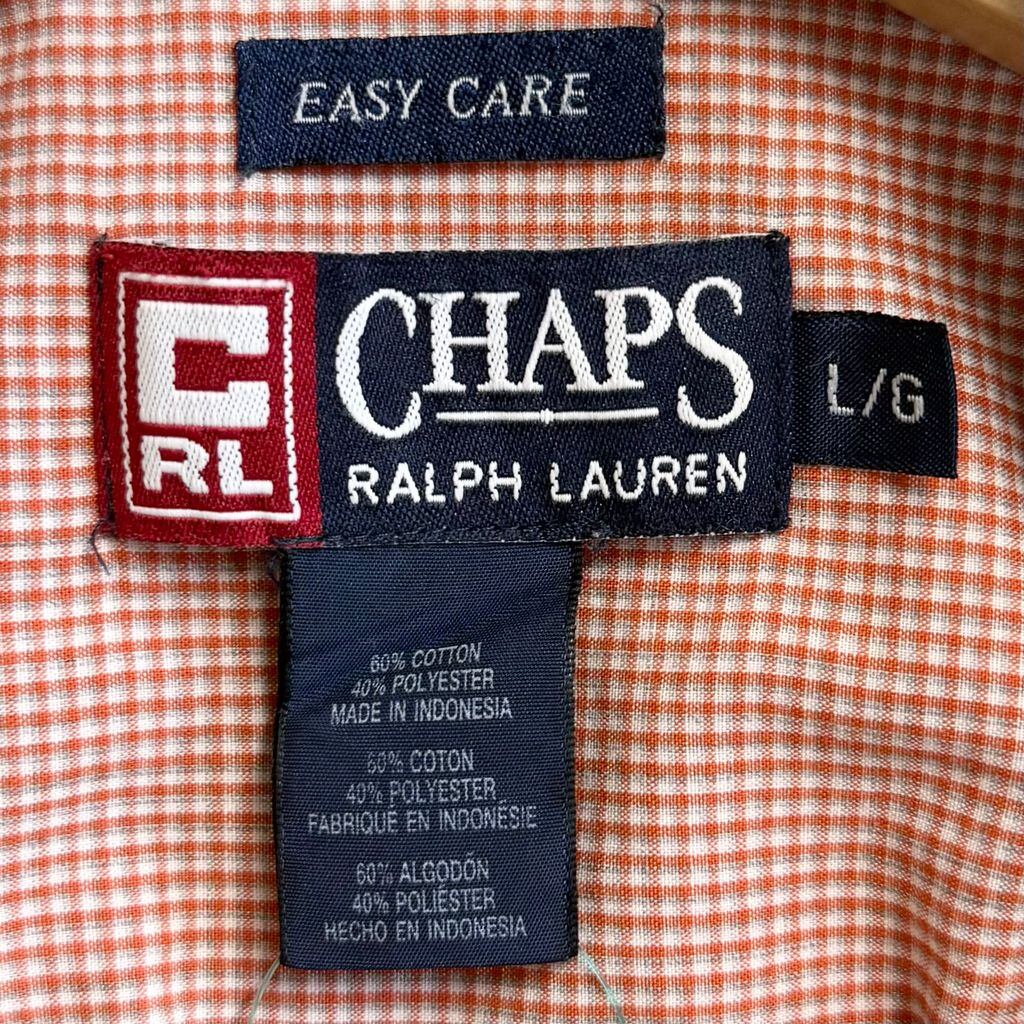 EASY CARE
C
RL
CHAPS
RALPH LAUREN
L/G
60% COTTON
40% POLYESTER
MADE IN INDONESIA
60% COTON
40% POLYESTER
FABRIQUE EN INDONÉSIE
60% ALGODÓN
40% POLIÉSTER
HECHO EN INDONESIA